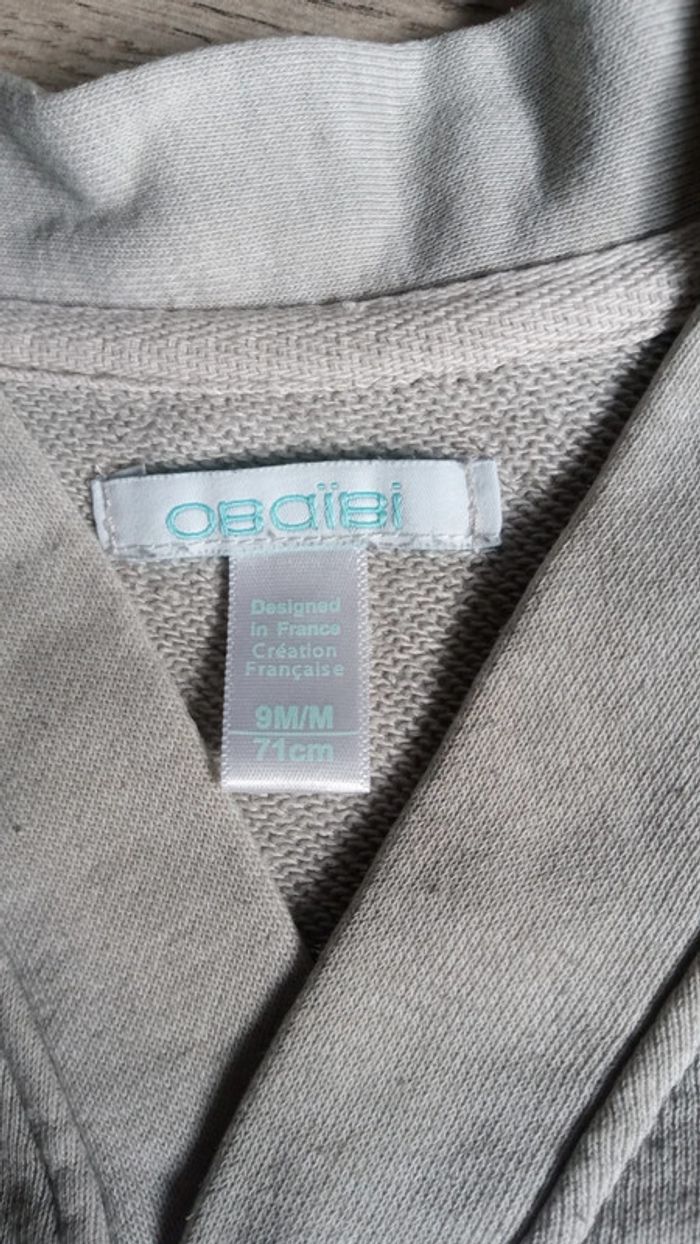 OBaïBi
Designed
in France
Création
Française
9M/M
71cm